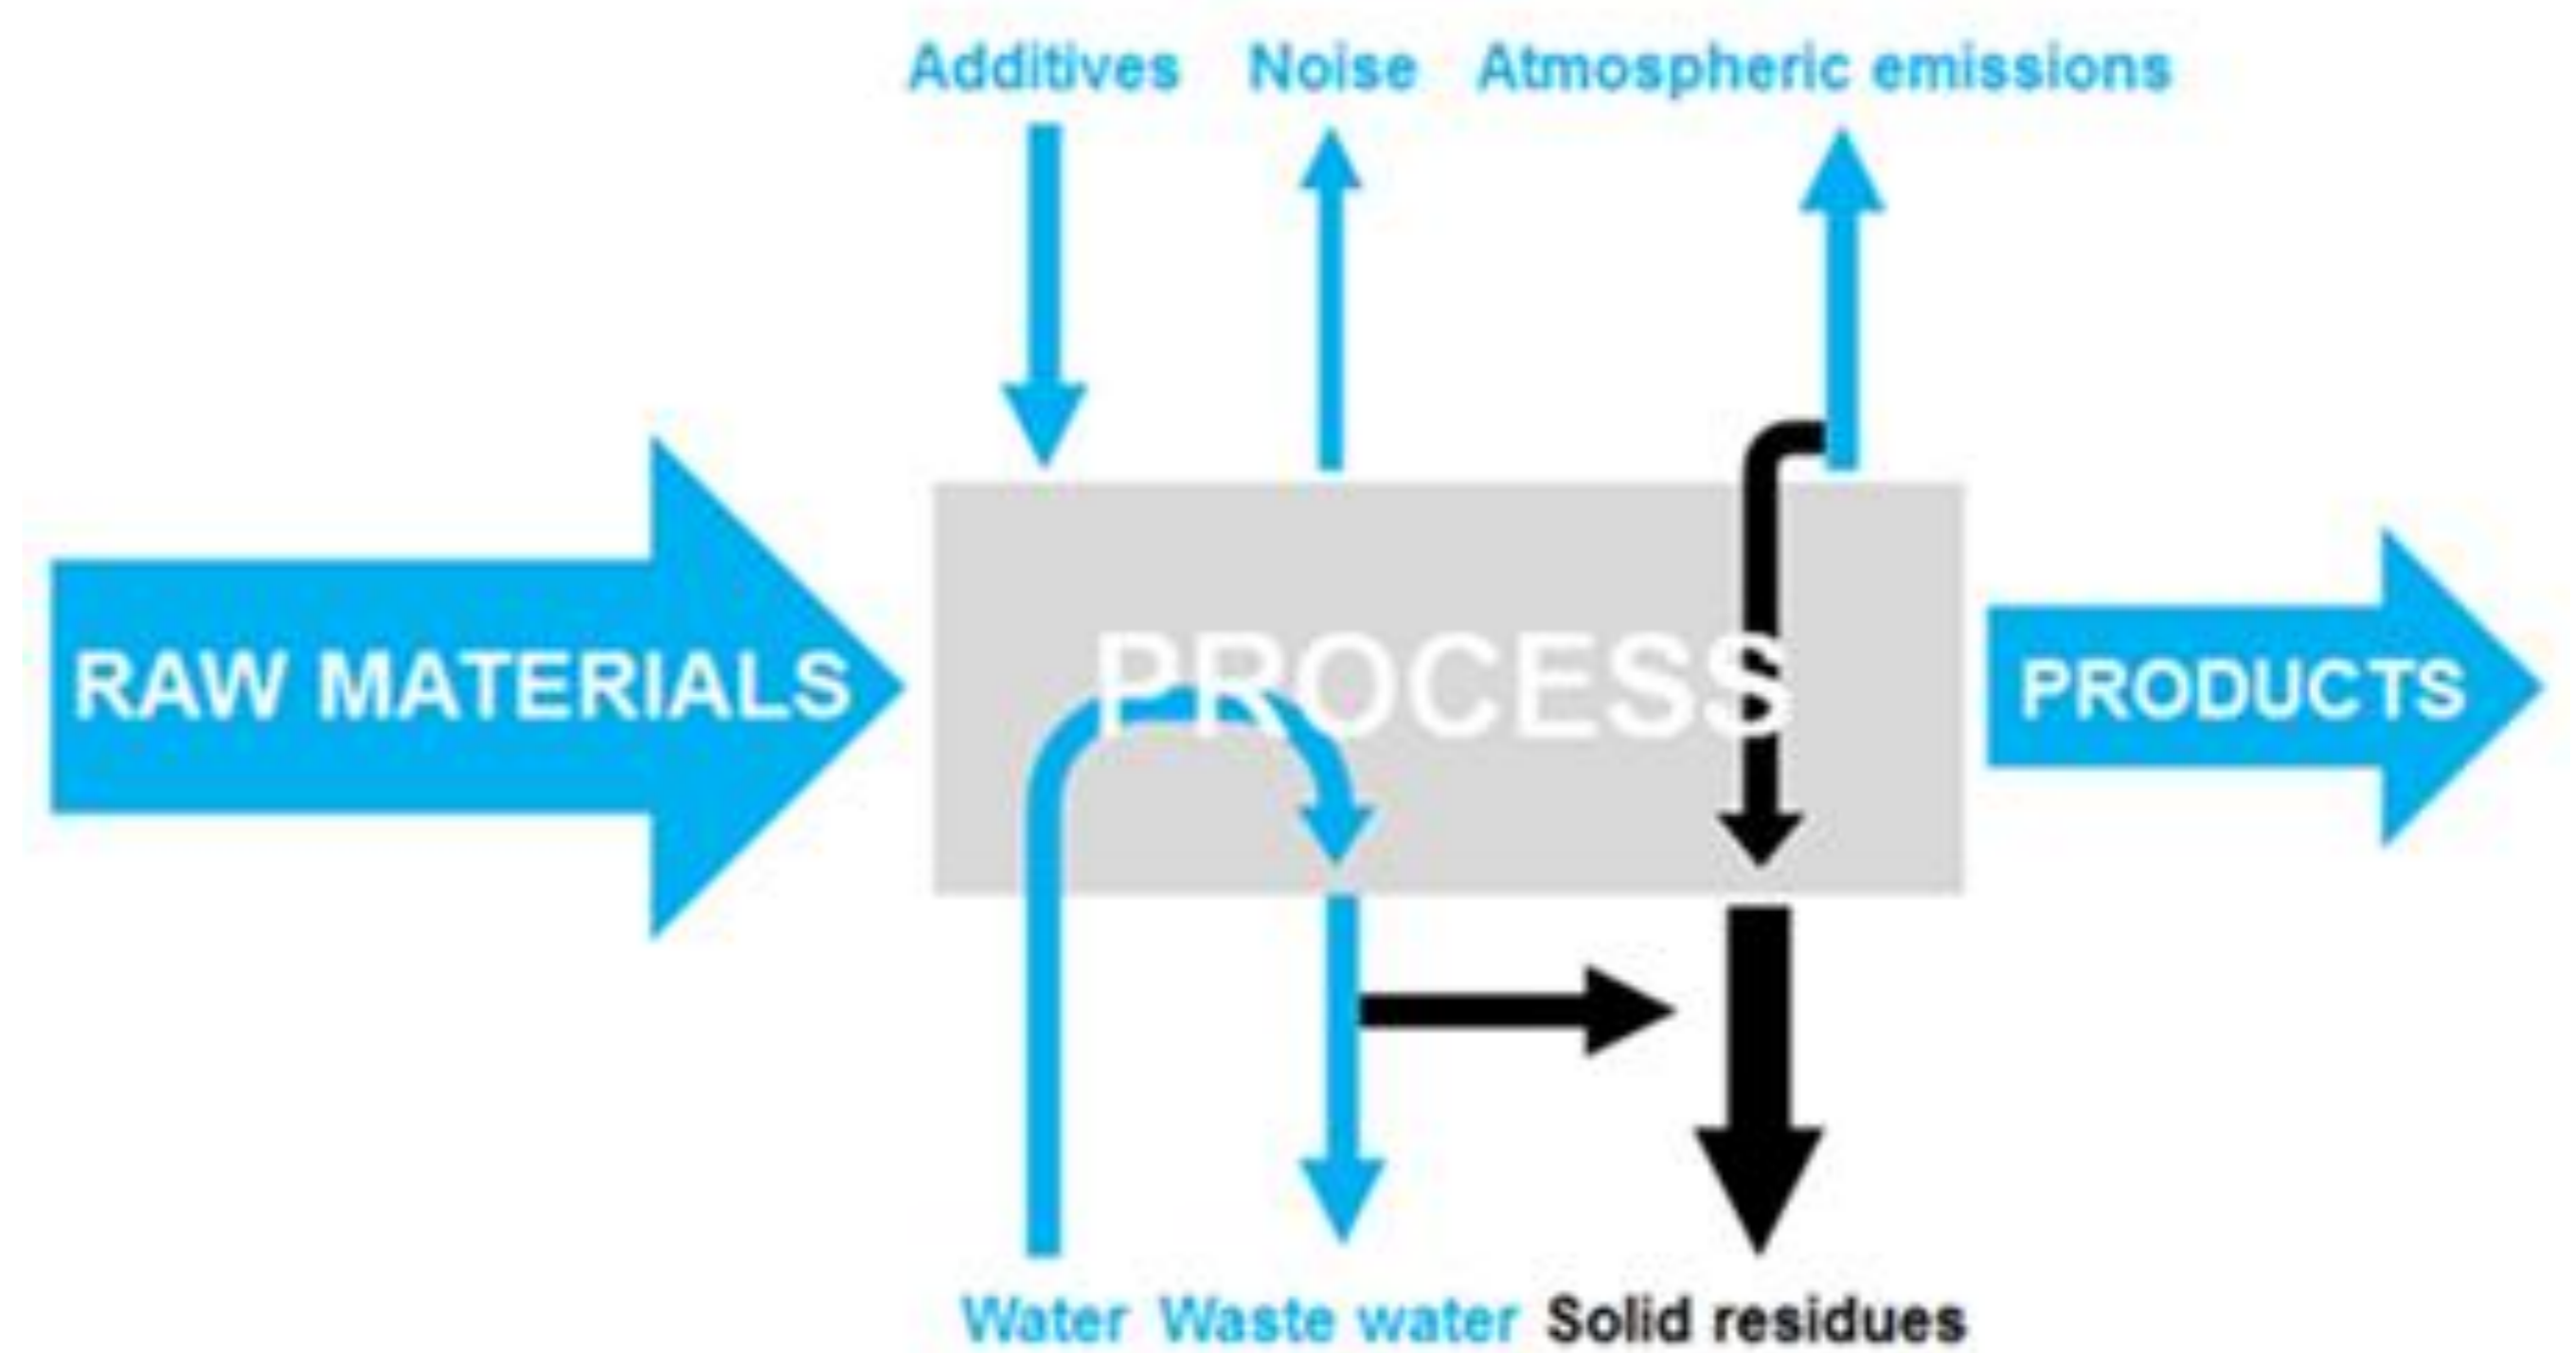 Additives Noise Atmospheric emissions
RAW MATERIALS
PROCESS
PRODUCTS
Water Waste water Solid residues